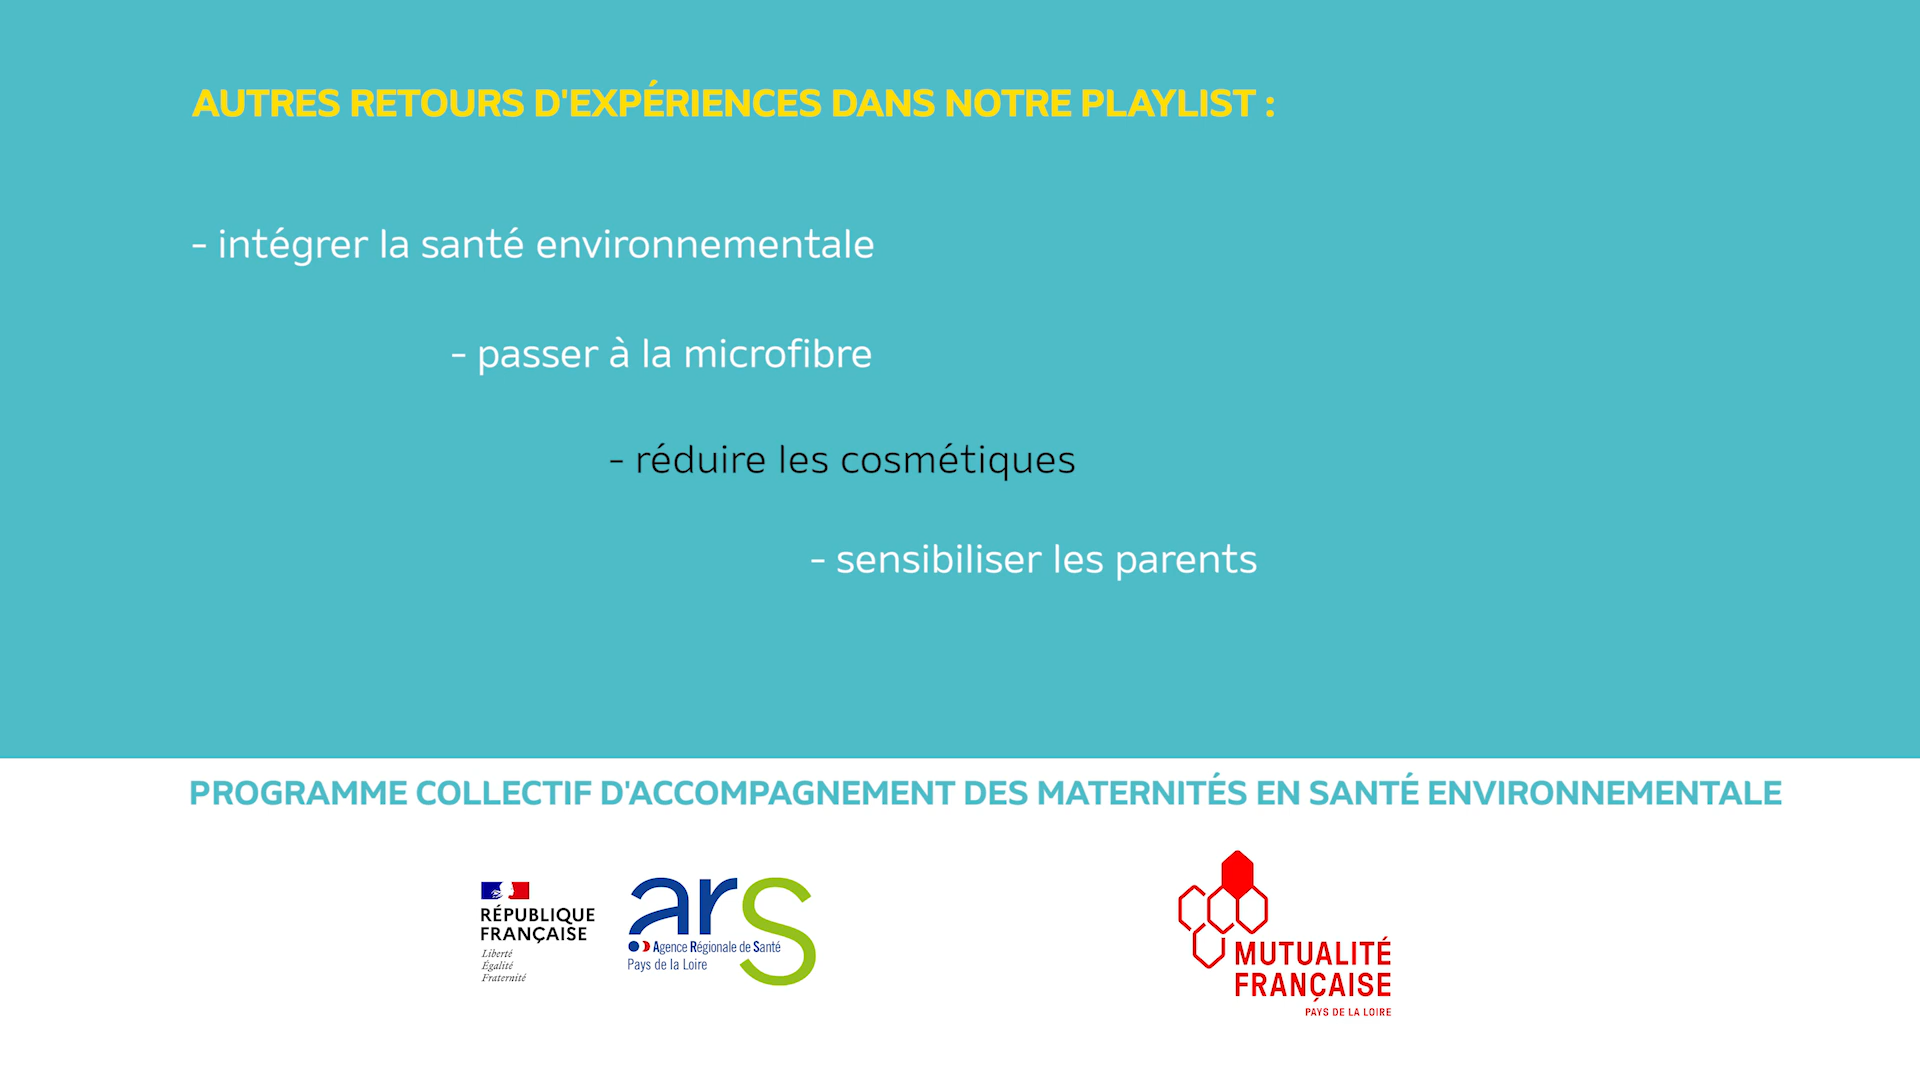 AUTRES RETOURS D'EXPÉRIENCES DANS NOTRE PLAYLIST :
- intégrer la santé environnementale
- passer à la microfibre
- réduire les cosmétiques
- sensibiliser les parents
PROGRAMME COLLECTIF D'ACCOMPAGNEMENT DES MATERNITÉS EN SANTÉ ENVIRONNEMENTALE
RÉPUBLIQUE
FRANÇAISE
Liberté
Égalité
Fraternité
ars
Agence Régionale de Santé
Pays de la Loire
MUTUALITÉ
FRANÇAISE
PAYS DE LA LOIRE